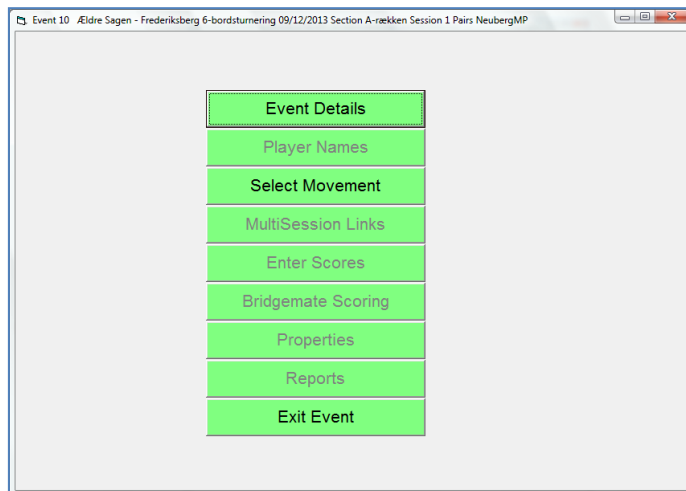 Event 10 Ældre Sagen - Frederiksberg 6-bordsturnering 09/12/2013 Section A-rækken Session 1 Pairs NeubergMP
Event Details
Player Names
Select Movement
MultiSession Links
Enter Scores
Bridgemate Scoring
Properties
Reports
Exit Event